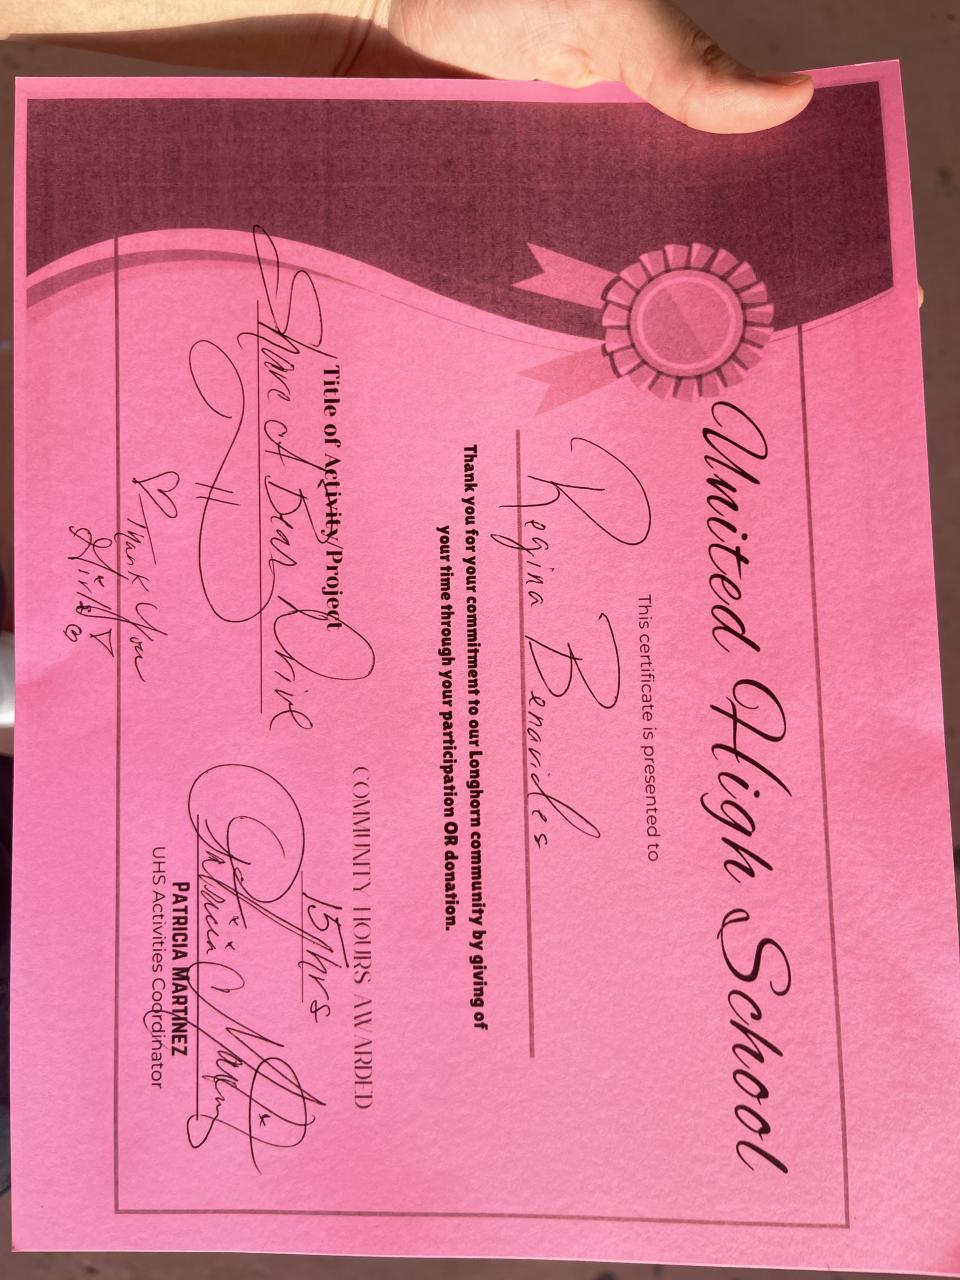 United High School
This certificate is presented to
Regina Benavides
Thank you for your commitment to our Longhorn community by giving of
your time through your participation OR donation.
Title of Activity/Project
Share A Bear Drive
COMMUNITY HOURS AWARDED
15 hrs
Patricia Martinez
PATRICIA MARTINEZ
UHS Activities Coordinator
Thank You